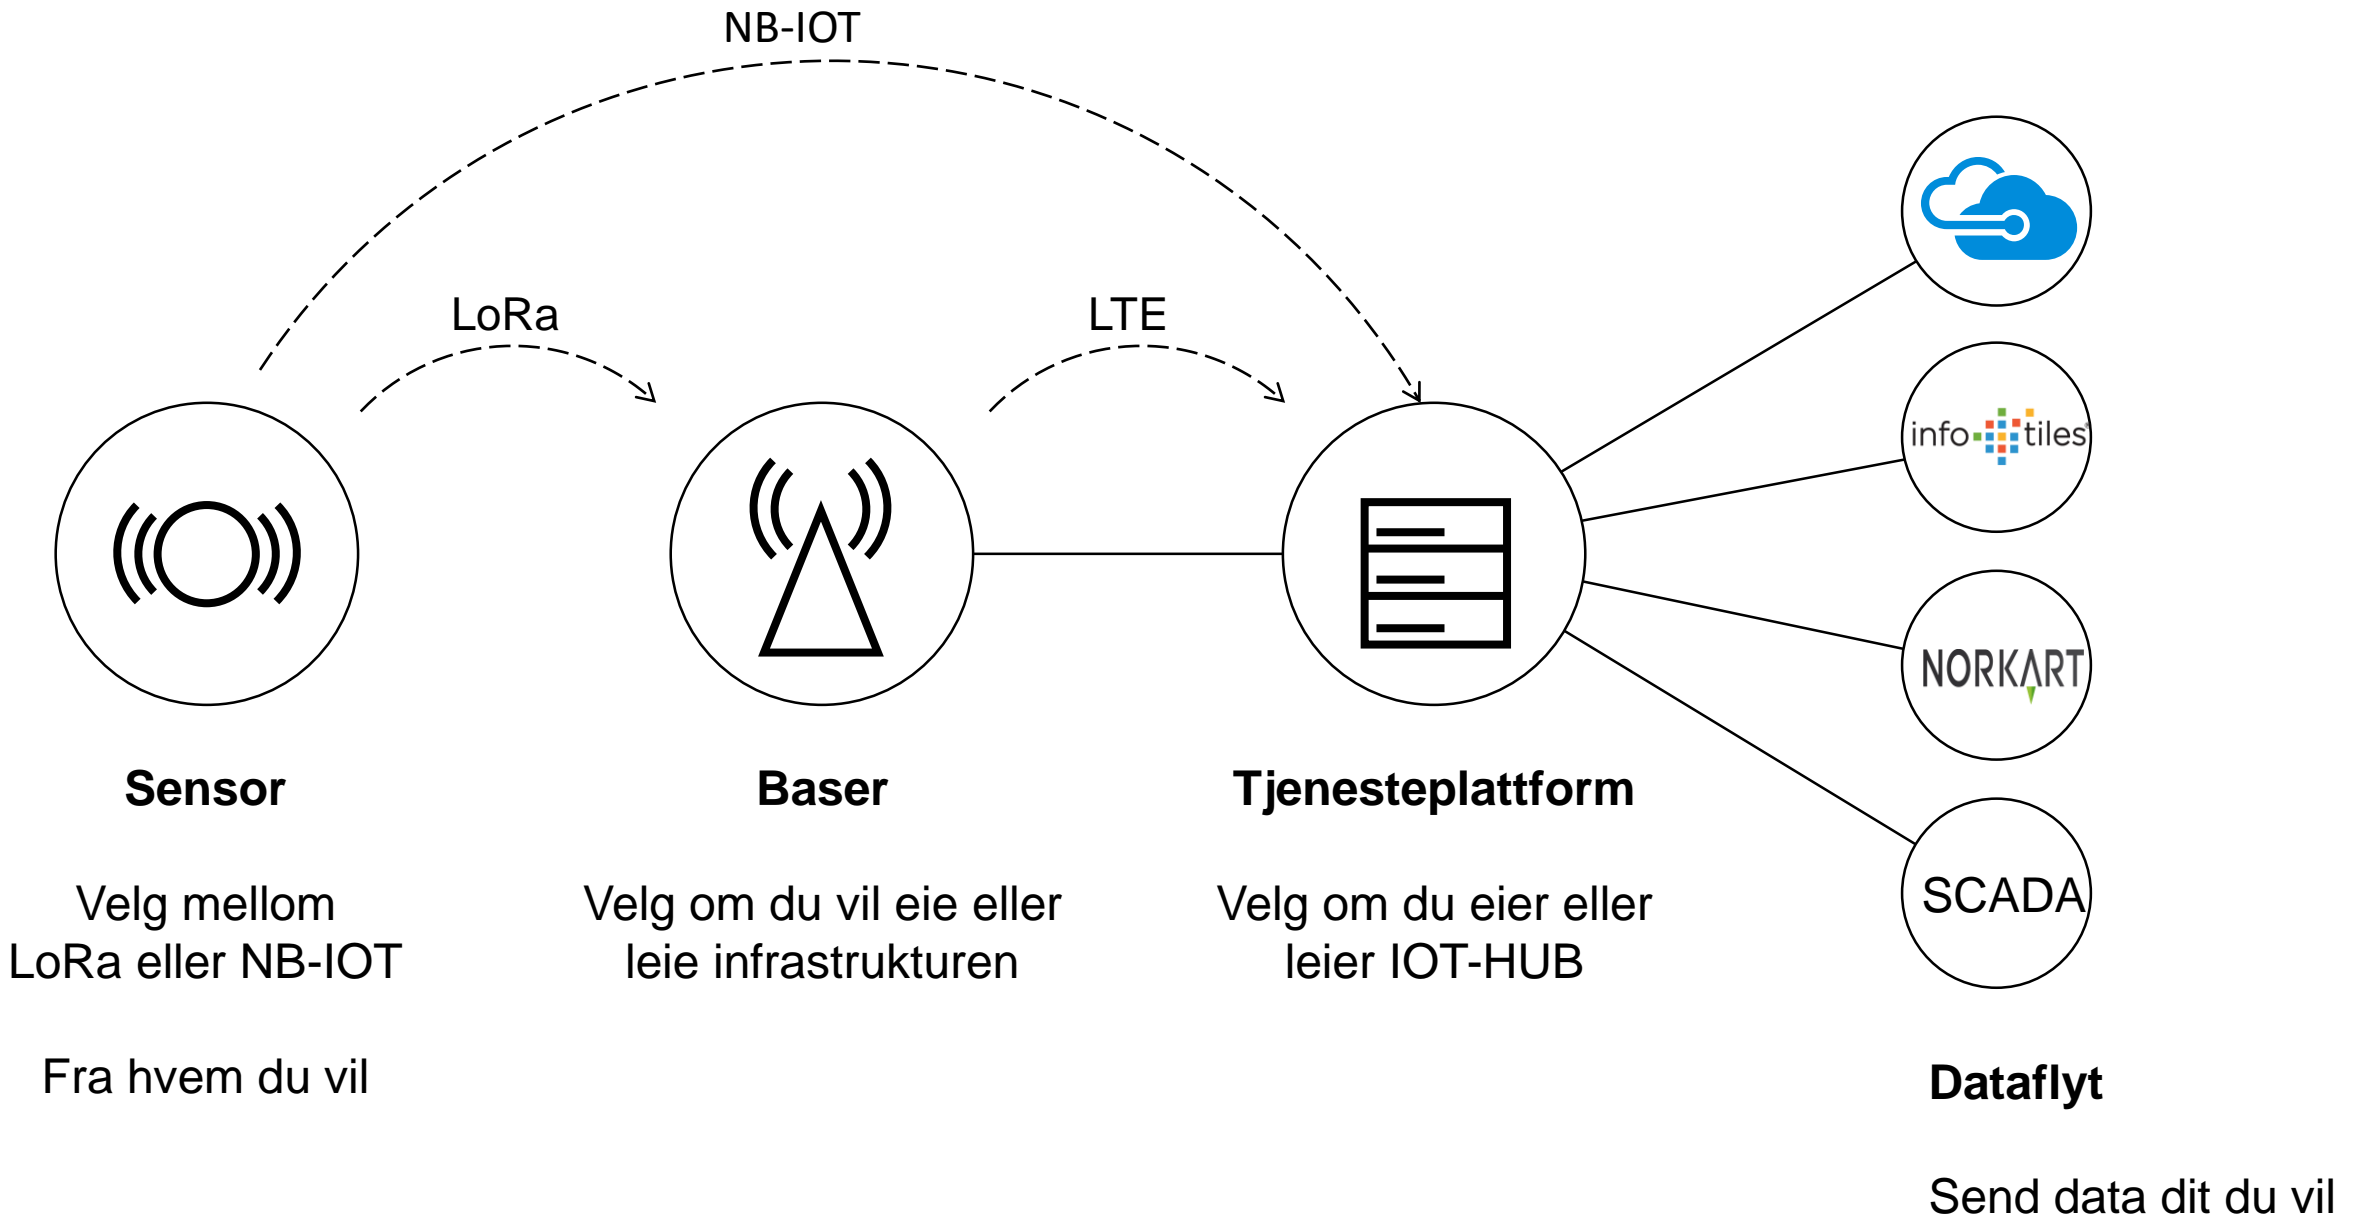 NB-IOT
LoRa
LTE
info tiles
NORKART
SCADA
Sensor
Velg mellom
LoRa eller NB-IOT
Fra hvem du vil
Baser
Velg om du vil eie eller
leie infrastrukturen
Tjenesteplattform
Velg om du eier eller
leier IOT-HUB
Dataflyt
Send data dit du vil